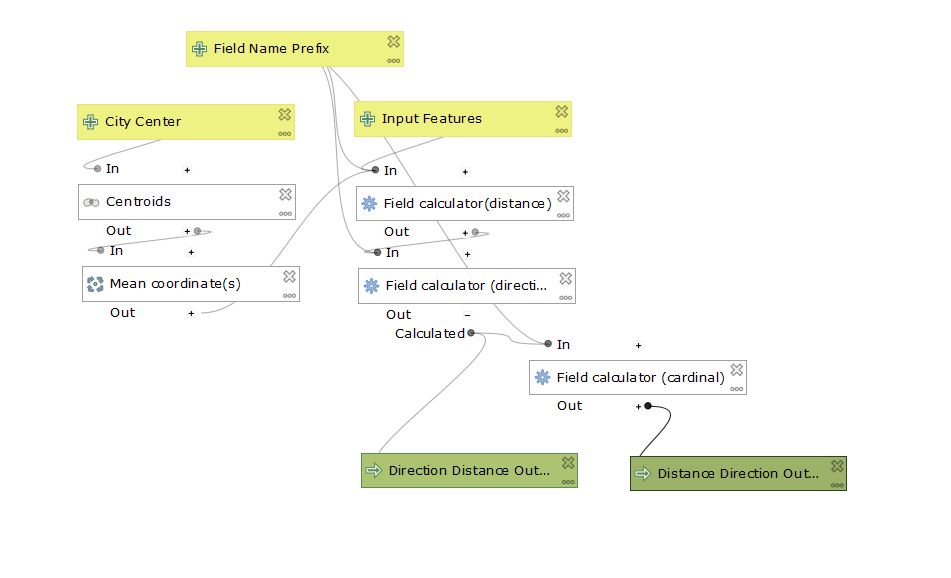 Field Name Prefix
City Center
Input Features
In
In
Centroids
Field calculator(distance)
Out
Out
In
In
Mean coordinate(s)
Field calculator (directi...
Out
Out
Calculated
In
Field calculator (cardinal)
Out
Direction Distance Out...
Distance Direction Out...